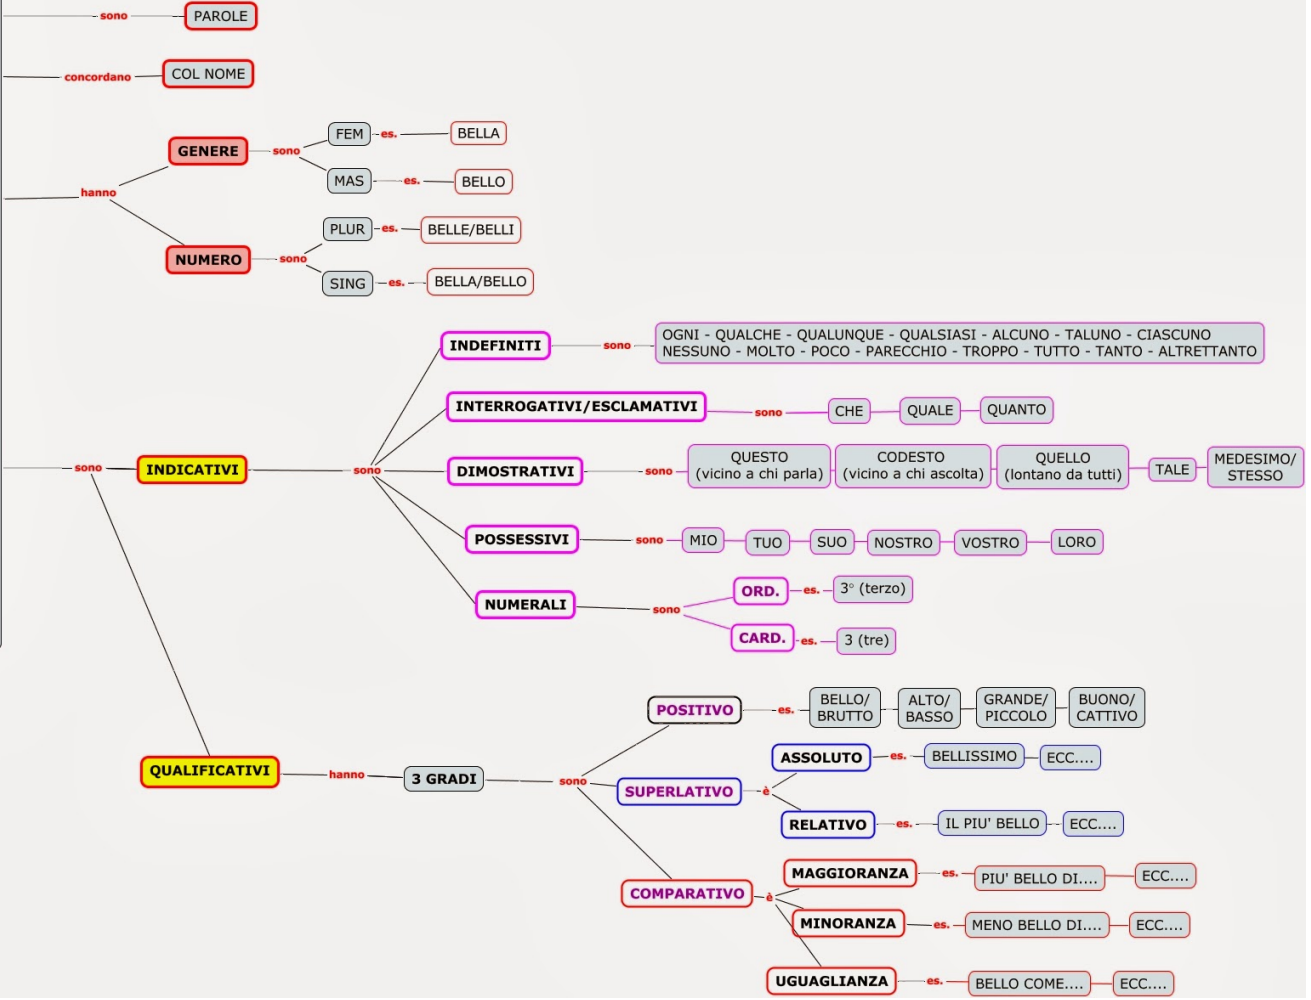 sono PAROLE
concordano COL NOME
hanno
GENERE sono
FEM es. BELLA
MAS es. BELLO
NUMERO sono
PLUR es. BELLE/BELLI
SING es. BELLA/BELLO
sono
INDICATIVI sono
INDEFINITI sono
OGNI - QUALCHE - QUALUNQUE - QUALSIASI - ALCUNO - TALUNO - CIASCUNO
NESSUNO - MOLTO - POCO - PARECCHIO - TROPPO - TUTTO - TANTO - ALTRETTANTO
INTERROGATIVI/ESCLAMATIVI sono CHE QUALE QUANTO
DIMOSTRATIVI sono
QUESTO
(vicino a chi parla)
CODESTO
(vicino a chi ascolta)
QUELLO
(lontano da tutti)
TALE
MEDESIMO/
STESSO
POSSESSIVI sono MIO TUO SUO NOSTRO VOSTRO LORO
NUMERALI sono
ORD. es. 3° (terzo)
CARD. es. 3 (tre)
QUALIFICATIVI hanno 3 GRADI sono
POSITIVO es.
BELLO/
BRUTTO
ALTO/
BASSO
GRANDE/
PICCOLO
BUONO/
CATTIVO
SUPERLATIVO è
ASSOLUTO es. BELLISSIMO ECC....
RELATIVO es. IL PIU' BELLO ECC....
COMPARATIVO è
MAGGIORANZA es. PIU' BELLO DI.... ECC....
MINORANZA es. MENO BELLO DI.... ECC....
UGUAGLIANZA es. BELLO COME.... ECC....